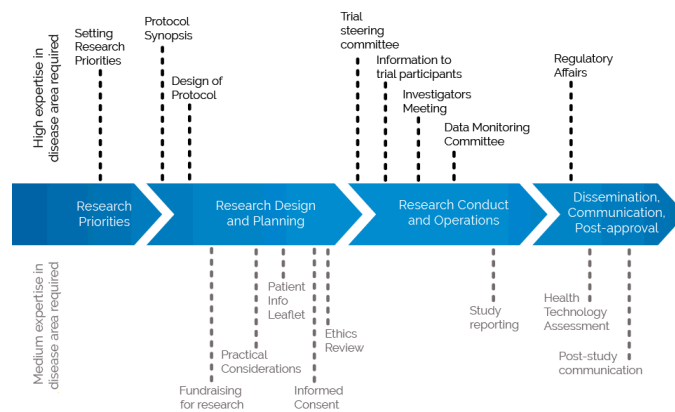 High expertise in
disease area required
Setting
Research
Priorities
Protocol
Synopsis
Design of
Protocol
Trial
steering
committee
Information to
trial participants
Investigators
Meeting
Data Monitoring
Committee
Regulatory
Affairs
Research
Priorities
Research Design
and Planning
Research Conduct
and Operations
Dissemination,
Communication,
Post-approval
Medium expertise in
disease area required
Fundraising
for research
Practical
Considerations
Patient
Info
Leaflet
Informed
Consent
Ethics
Review
Study
reporting
Health
Technology
Assessment
Post-study
communication